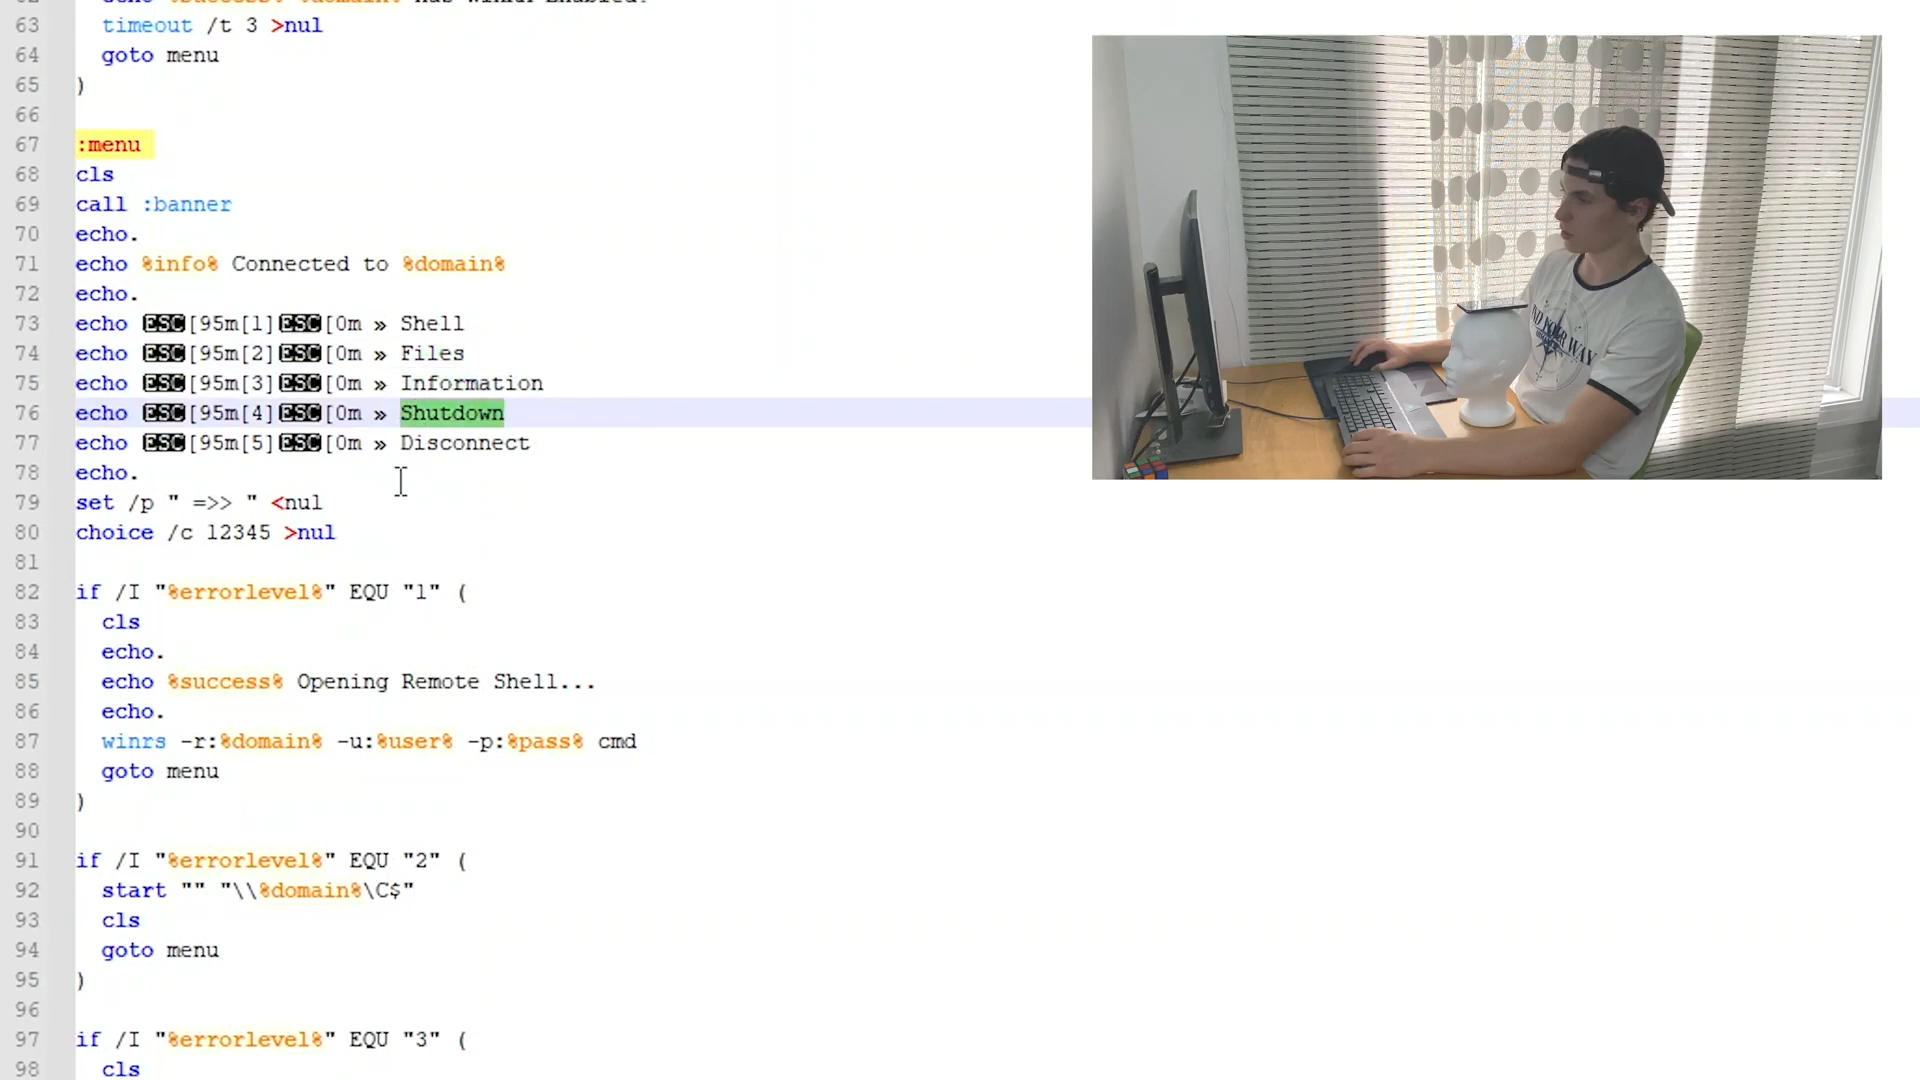 63 timeout /t 3 >nul
64 goto menu
65 )
66
67 :menu
68 cls
69 call :banner
70 echo.
71 echo %info% Connected to %domain%
72 echo.
73 echo ESC[95m[1]ESC[0m » Shell
74 echo ESC[95m[2]ESC[0m » Files
75 echo ESC[95m[3]ESC[0m » Information
76 echo ESC[95m[4]ESC[0m » Shutdown
77 echo ESC[95m[5]ESC[0m » Disconnect
78 echo.
79 set /p " =>> " <nul
80 choice /c 12345 >nul
81
82 if /I "%errorlevel%" EQU "1" (
83 cls
84 echo.
85 echo %success% Opening Remote Shell...
86 echo.
87 winrs -r:%domain% -u:%user% -p:%pass% cmd
88 goto menu
89 )
90
91 if /I "%errorlevel%" EQU "2" (
92 start "" "\\%domain%\C$"
93 cls
94 goto menu
95 )
96
97 if /I "%errorlevel%" EQU "3" (
98 cls